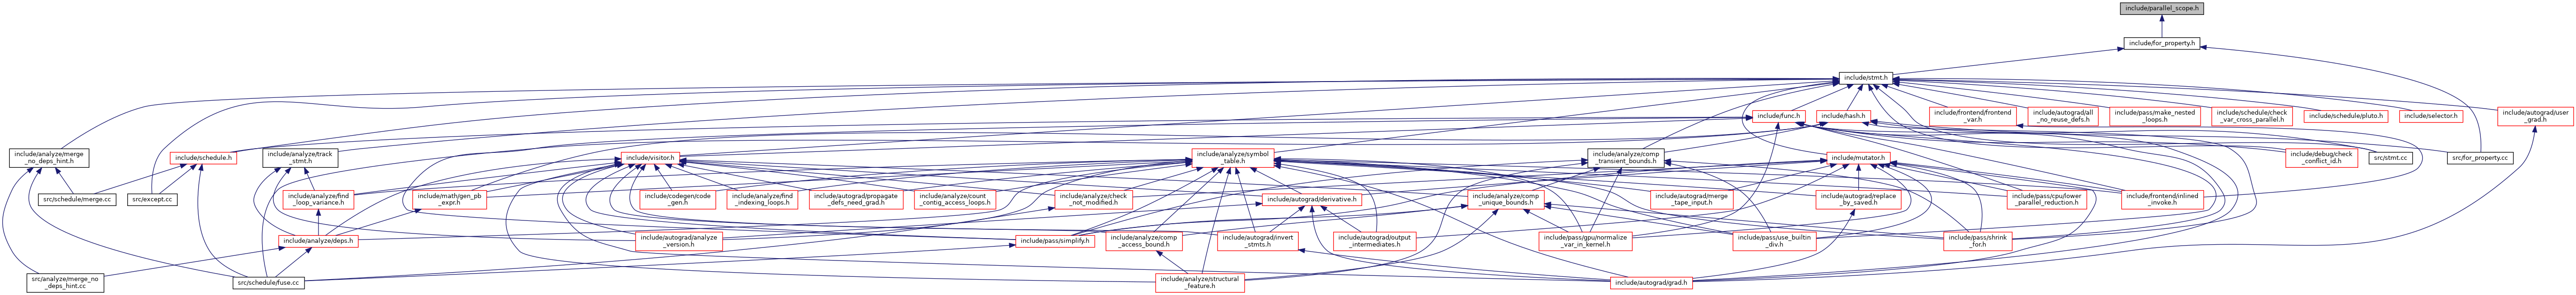 include/parallel_scope.h
include/for_property.h
include/stmt.h
include/func.h
include/hash.h
include/frontend/frontend
_var.h
include/autograd/all
_no_reuse_defs.h
include/pass/make_nested
_loops.h
include/schedule/check
_var_cross_parallel.h
include/schedule/pluto.h
include/selector.h
include/autograd/user
_grad.h
include/analyze/merge
_no_deps_hint.h
include/schedule.h
include/analyze/track
_stmt.h
include/visitor.h
include/analyze/symbol
_table.h
include/analyze/comp
_transient_bounds.h
include/mutator.h
include/debug/check
_conflict_id.h
src/stmt.cc
src/for_property.cc
src/schedule/merge.cc
src/except.cc
include/analyze/find
_loop_variance.h
include/math/gen_pb
_expr.h
include/codegen/code
_gen.h
include/analyze/find
_indexing_loops.h
include/autograd/propagate
_defs_need_grad.h
include/analyze/count
_contig_access_loops.h
include/analyze/check
_not_modified.h
include/autograd/derivative.h
include/analyze/comp
_unique_bounds.h
include/autograd/merge
_tape_input.h
include/autograd/replace
_by_saved.h
include/pass/cpu/lower
_parallel_reduction.h
include/frontend/inlined
_invoke.h
include/analyze/deps.h
include/autograd/analyze
_version.h
include/pass/simplify.h
include/analyze/comp
_access_bound.h
include/autograd/invert
_stmts.h
include/autograd/output
_intermediates.h
include/pass/gpu/normalize
_var_in_kernel.h
include/pass/use_builtin
_div.h
include/pass/shrink
_for.h
src/analyze/merge_no
_deps_hint.cc
src/schedule/fuse.cc
include/analyze/structural
_feature.h
include/autograd/grad.h